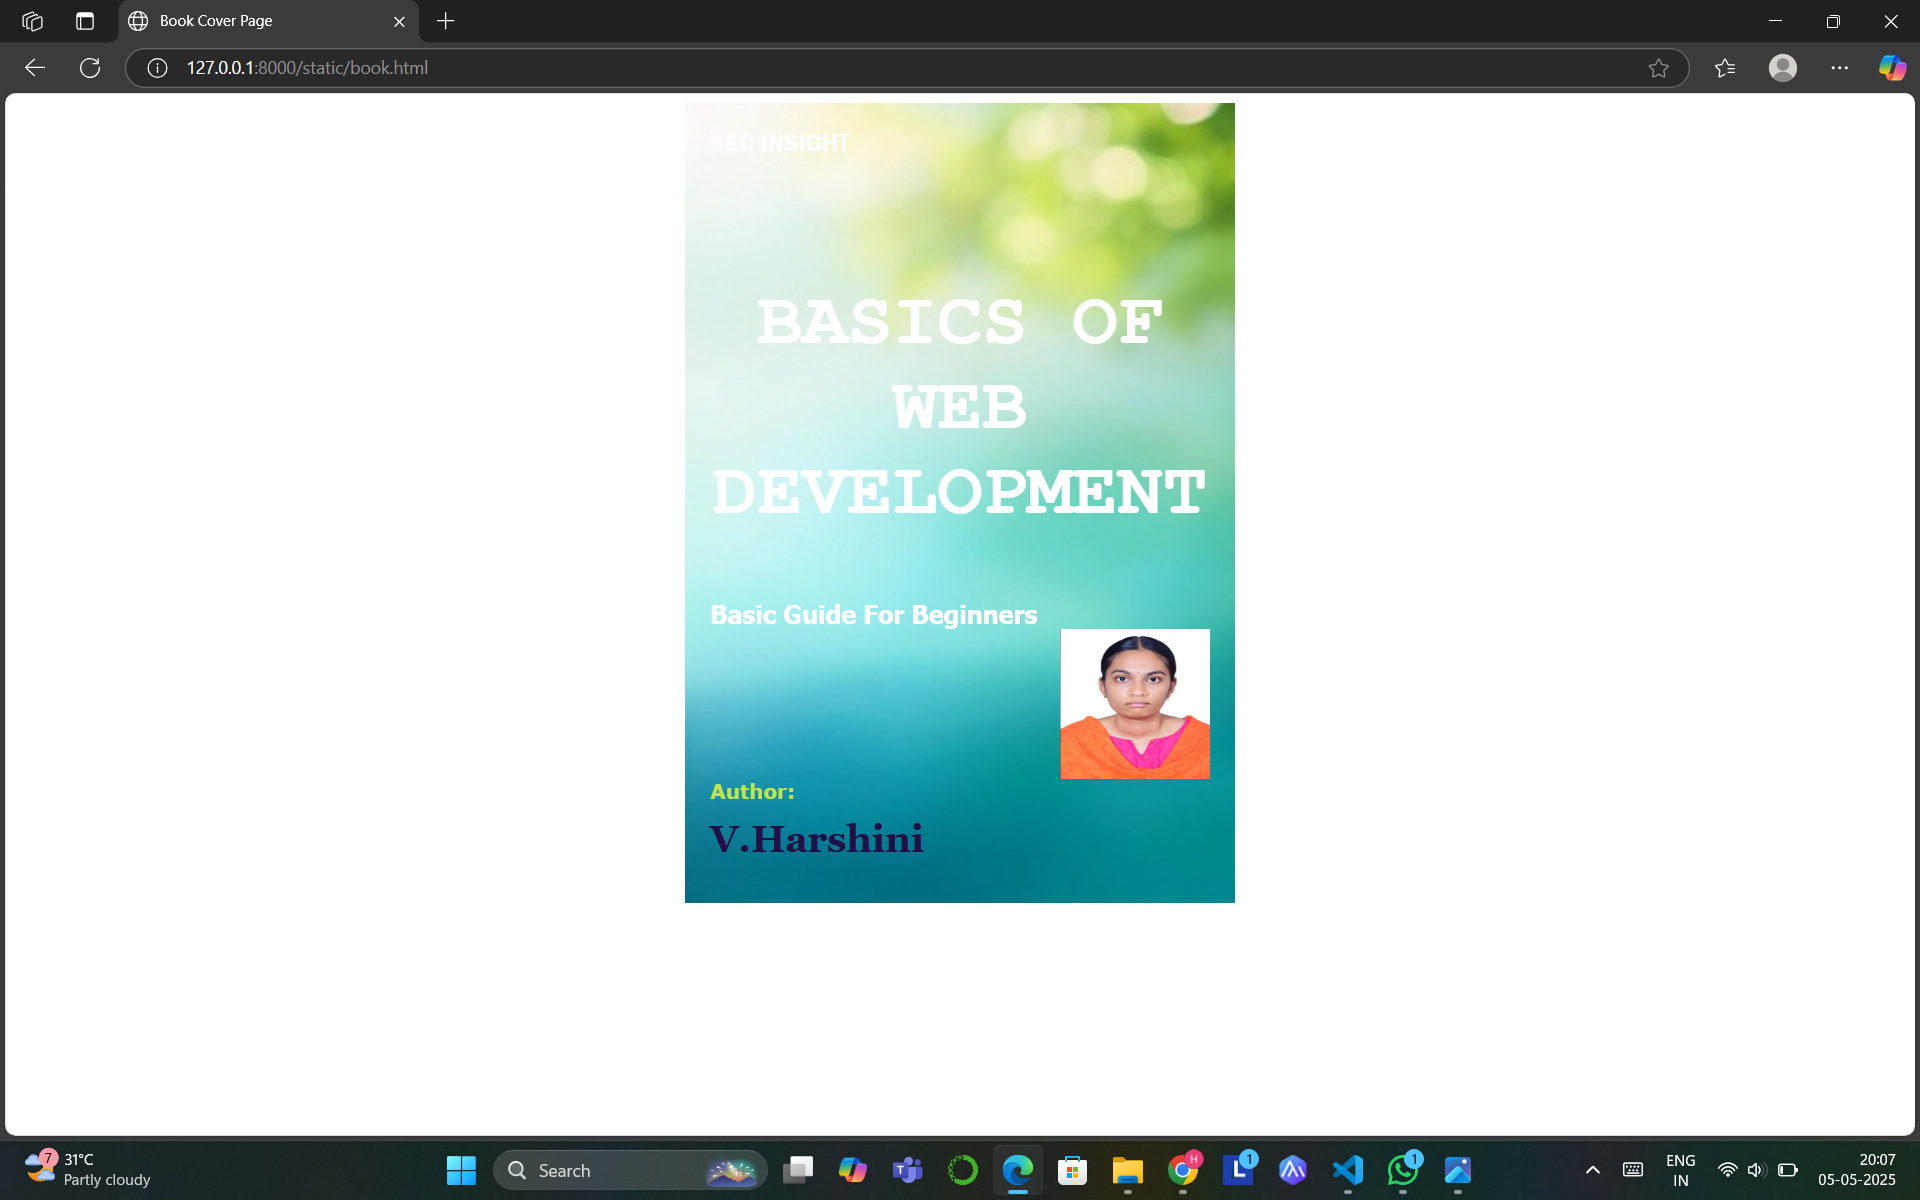 Book Cover Page
127.0.0.1:8000/static/book.html
SEC INSIGHT
BASICS OF
WEB
DEVELOPMENT
Basic Guide For Beginners
Author:
V.Harshini
7
31°C
Partly cloudy
Search
T
H
L
1
1
ENG
IN
20:07
05-05-2025